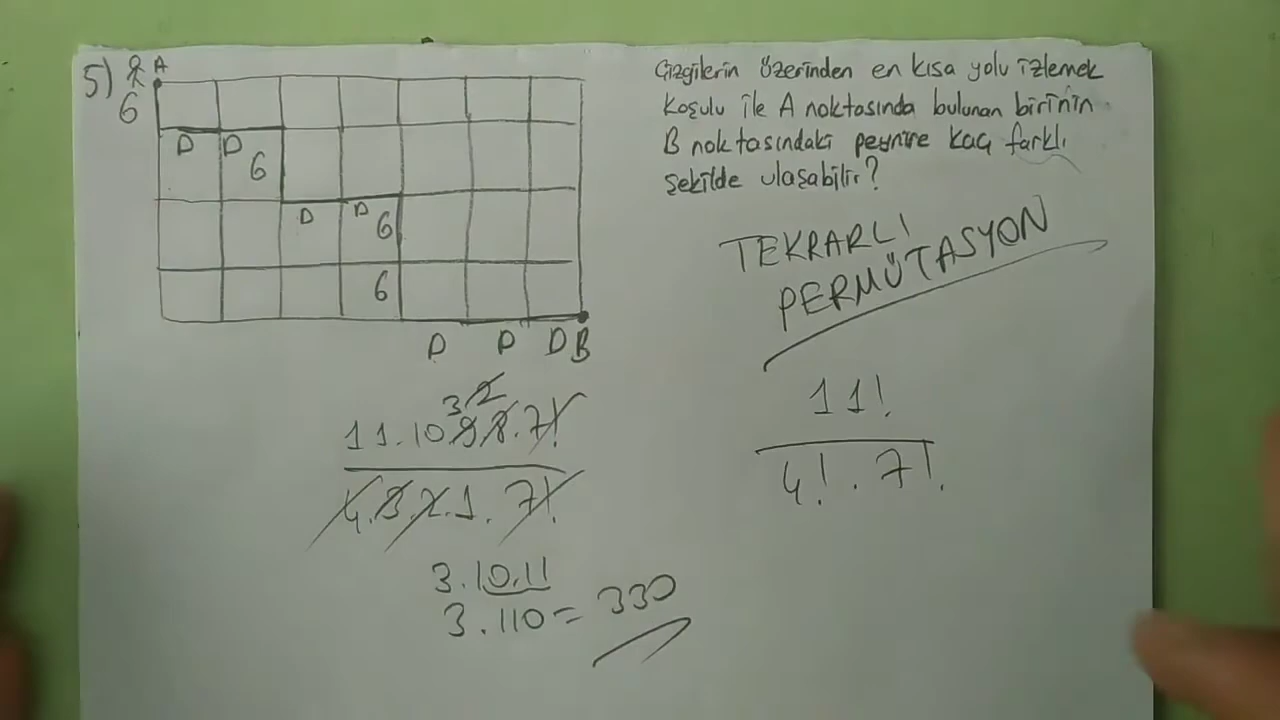 5) A
6
D D 6
D D 6
6
D D D B
Çizgilerin üzerinden en kısa yolu izlemek
koşulu ile A noktasında bulunan birinin
B noktasındaki peynire kaç farklı
şekilde ulaşabilir?
TEKRARLI
PERMÜTASYON
11!
4! . 7!
3 2
11.10.9.8.7!
4.3.2.1.7!
3.10.11
3.110 = 330